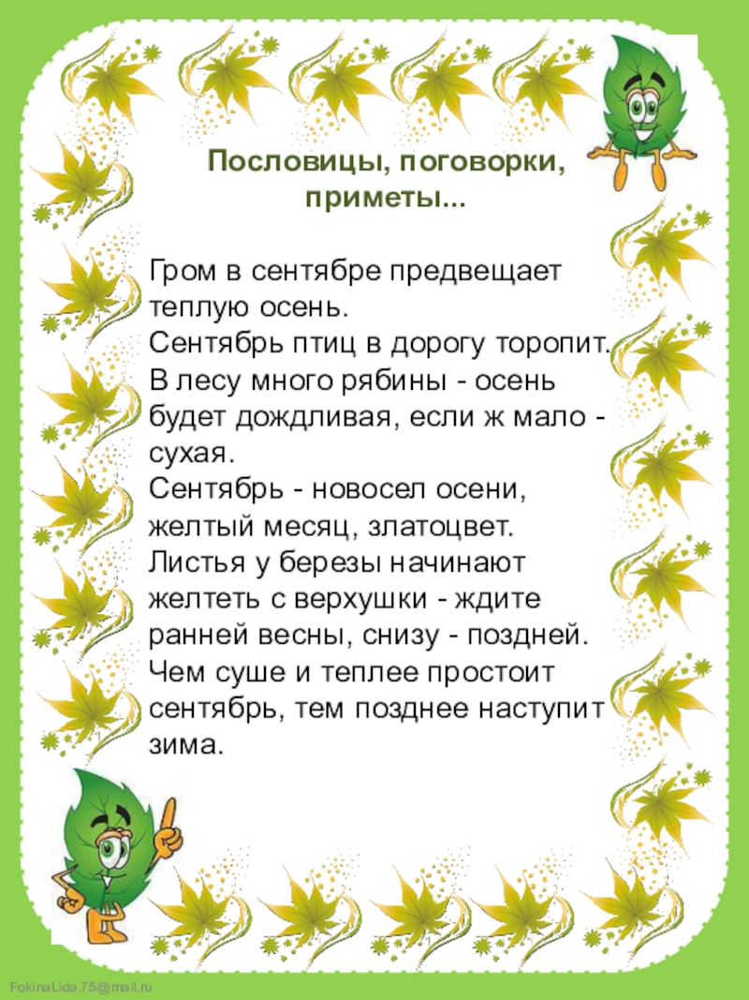 Пословицы, поговорки,
приметы...
Гром в сентябре предвещает
теплую осень.
Сентябрь птиц в дорогу торопит.
В лесу много рябины - осень
будет дождливая, если ж мало -
сухая.
Сентябрь - новосел осени,
желтый месяц, златоцвет.
Листья у березы начинают
желтеть с верхушки - ждите
ранней весны, снизу - поздней.
Чем суше и теплее простоит
сентябрь, тем позднее наступит
зима.
FokinaLida.75@mail.ru